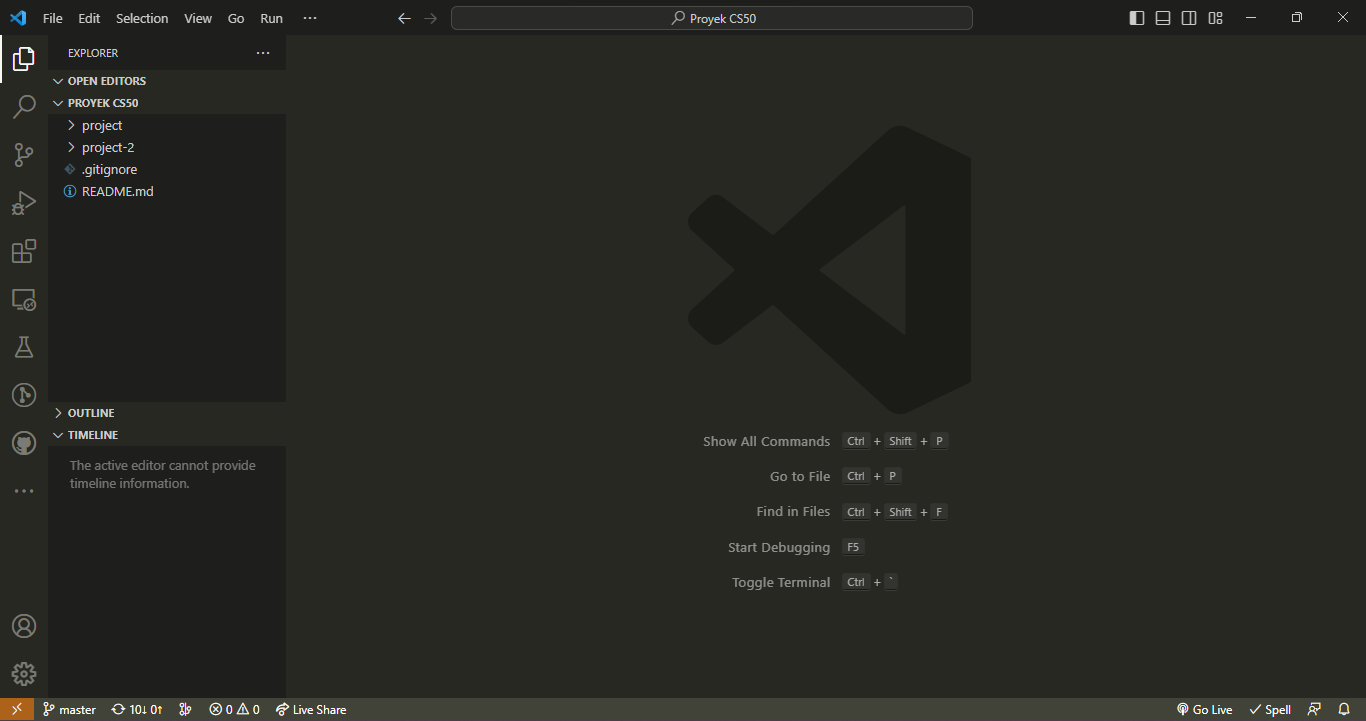 File Edit Selection View Go Run ···
Proyek CS50
EXPLORER ···
OPEN EDITORS
PROYEK CS50
project
project-2
.gitignore
README.md
OUTLINE
TIMELINE
The active editor cannot provide
timeline information.
Show All Commands Ctrl + Shift + P
Go to File Ctrl + P
Find in Files Ctrl + Shift + F
Start Debugging F5
Toggle Terminal Ctrl + `
master 10↓ 0↑ 0 0 Live Share Go Live Spell